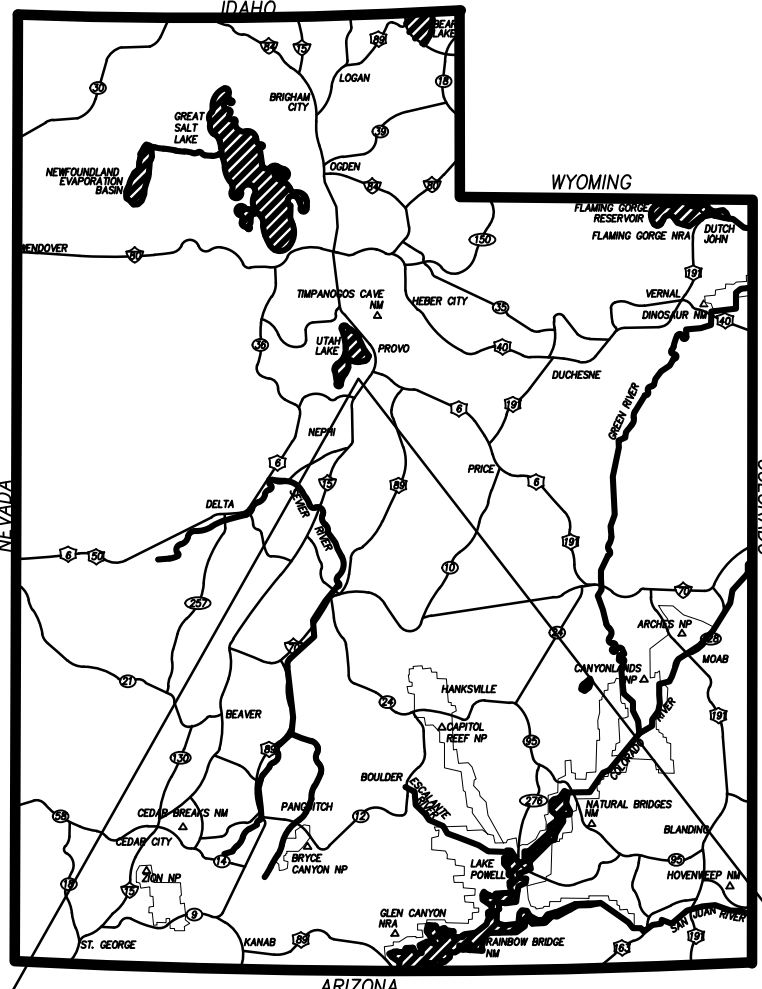 IDAHO
BEAR
LAKE
84
15
89
LOGAN
30
18
BRIGHAM
CITY
GREAT
SALT
LAKE
39
OGDEN
NEWFOUNDLAND
EVAPORATION
BASIN
84
80
WYOMING
FLAMING GORGE
RESERVOIR
FLAMING GORGE NRA
DUTCH
JOHN
150
WENDOVER
80
191
TIMPANOGOS CAVE
NM
HEBER CITY
35
VERNAL
DINOSAUR NM
40
UTAH
LAKE
PROVO
36
40
DUCHESNE
6
191
GREEN RIVER
NEPHI
6
15
89
PRICE
6
NEVADA
DELTA
SEVIER
RIVER
COLORADO
6
50
191
10
257
70
24
ARCHES NP
128
70
MOAB
CANYONLANDS
NP
21
24
HANKSVILLE
BEAVER
CAPITOL
REEF NP
95
191
COLORADO
RIVER
130
89
BOULDER
ESCALANTE
RIVER
276
NATURAL BRIDGES
NM
PANGUITCH
12
56
CEDAR BREAKS NM
CEDAR CITY
BLANDING
14
BRYCE
CANYON NP
LAKE
POWELL
95
HOVENWEEP NM
18
15
ZION NP
9
GLEN CANYON
NRA
SAN JUAN RIVER
ST. GEORGE
KANAB
89
RAINBOW BRIDGE
NM
163
191
ARIZONA